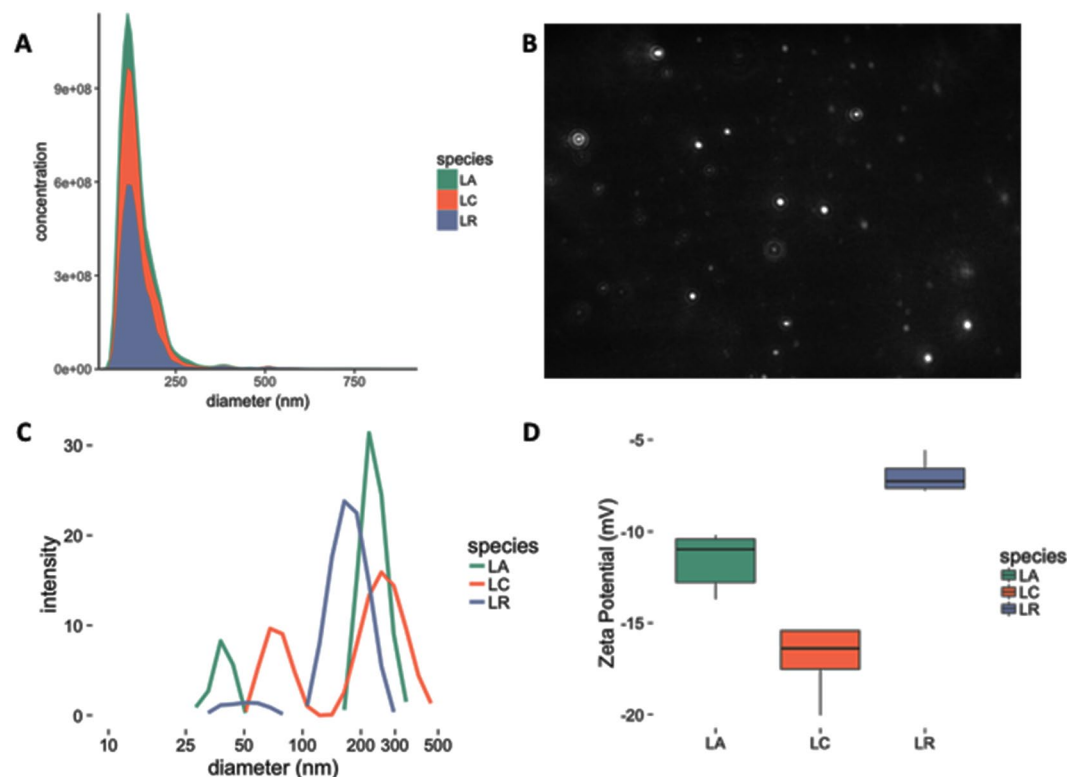 A
concentration
9e+08
6e+08
3e+08
0e+00
250
500
750
diameter (nm)
species
LA
LC
LR
B
C
intensity
30
20
10
0
10
25
50
100
200
300
500
diameter (nm)
species
LA
LC
LR
D
Zeta Potential (mV)
-5
-10
-15
-20
LA
LC
LR
species
LA
LC
LR